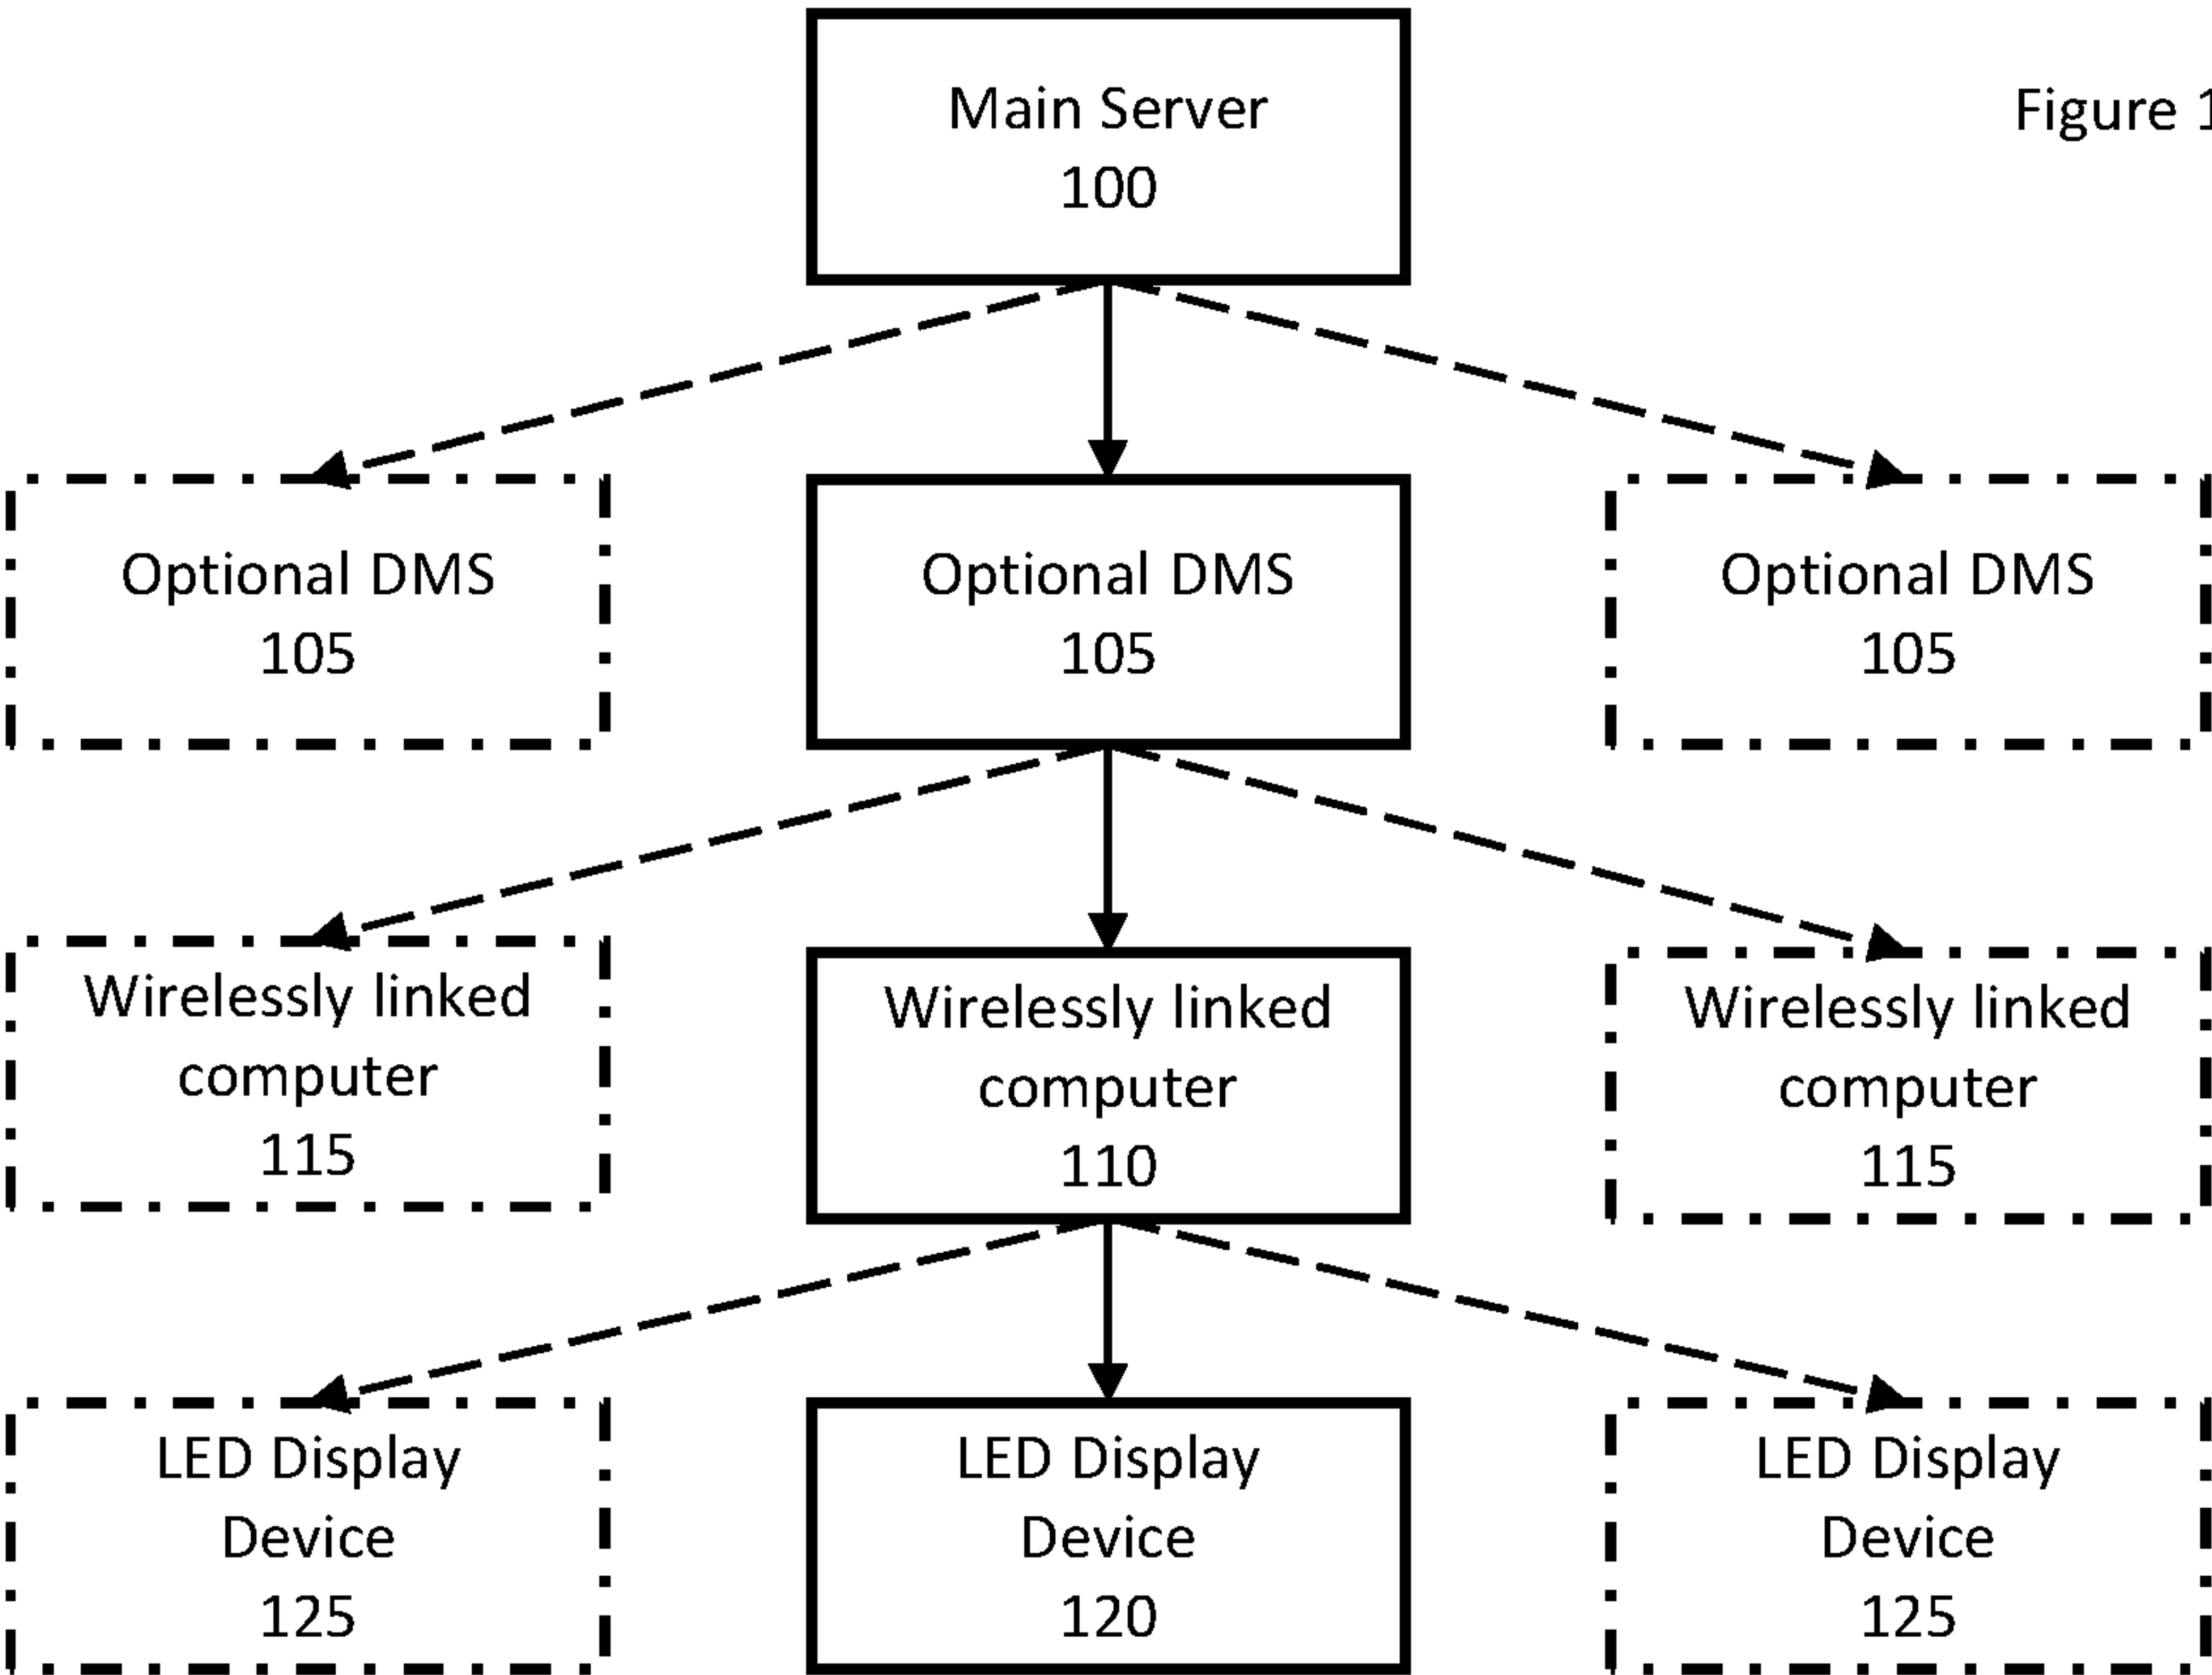 Main Server
100
Figure 1
Optional DMS
105
Optional DMS
105
Optional DMS
105
Wirelessly linked
computer
115
Wirelessly linked
computer
110
Wirelessly linked
computer
115
LED Display
Device
125
LED Display
Device
120
LED Display
Device
125